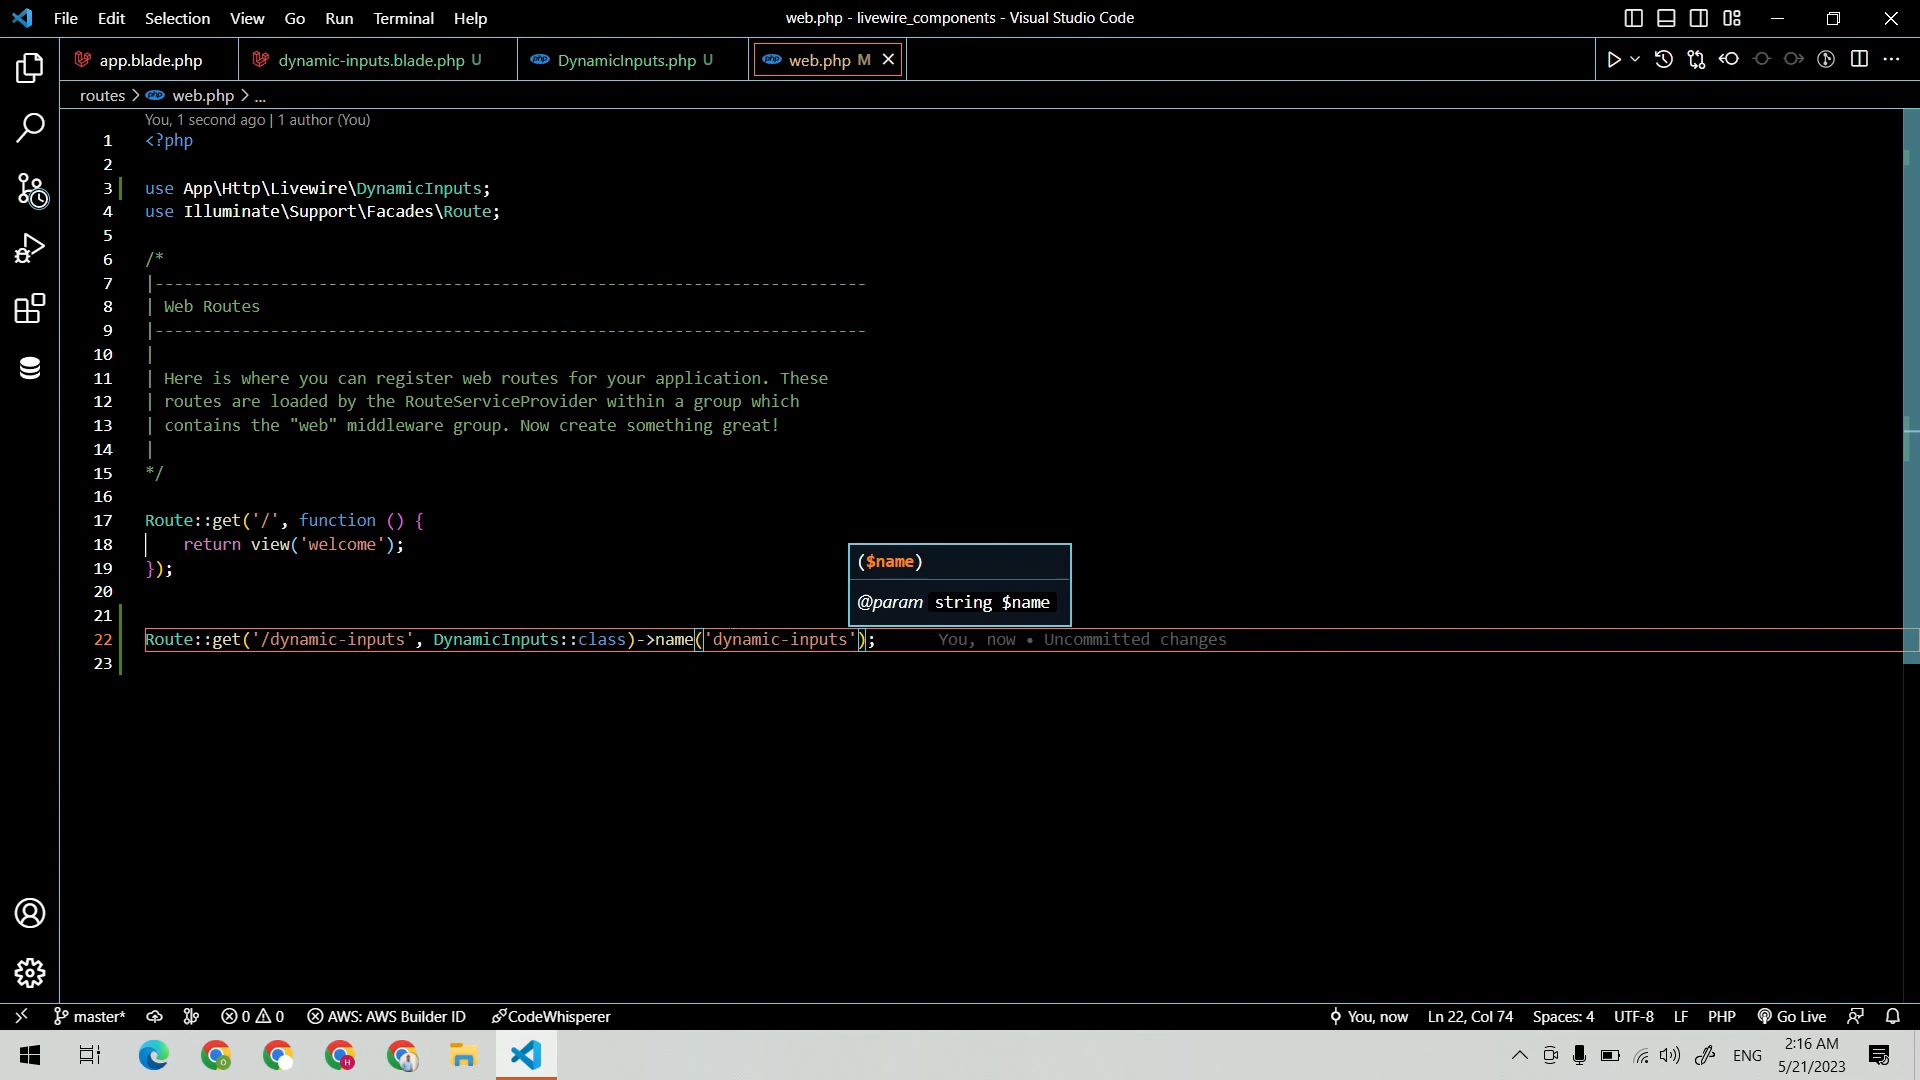 File Edit Selection View Go Run Terminal Help
web.php - livewire_components - Visual Studio Code
app.blade.php
dynamic-inputs.blade.php U
DynamicInputs.php U
web.php M
routes > web.php > ...
You, 1 second ago | 1 author (You)
1 <?php
2
3 use App\Http\Livewire\DynamicInputs;
4 use Illuminate\Support\Facades\Route;
5
6 /*
7 |--------------------------------------------------------------------------
8 | Web Routes
9 |--------------------------------------------------------------------------
10 |
11 | Here is where you can register web routes for your application. These
12 | routes are loaded by the RouteServiceProvider within a group which
13 | contains the "web" middleware group. Now create something great!
14 |
15 */
16
17 Route::get('/', function () {
18     return view('welcome');
19 });
20
($name)
@param string $name
21
22 Route::get('/dynamic-inputs', DynamicInputs::class)->name('dynamic-inputs'); You, now • Uncommitted changes
23
master* 0 0 AWS: AWS Builder ID CodeWhisperer You, now Ln 22, Col 74 Spaces: 4 UTF-8 LF PHP Go Live
ENG
2:16 AM
5/21/2023